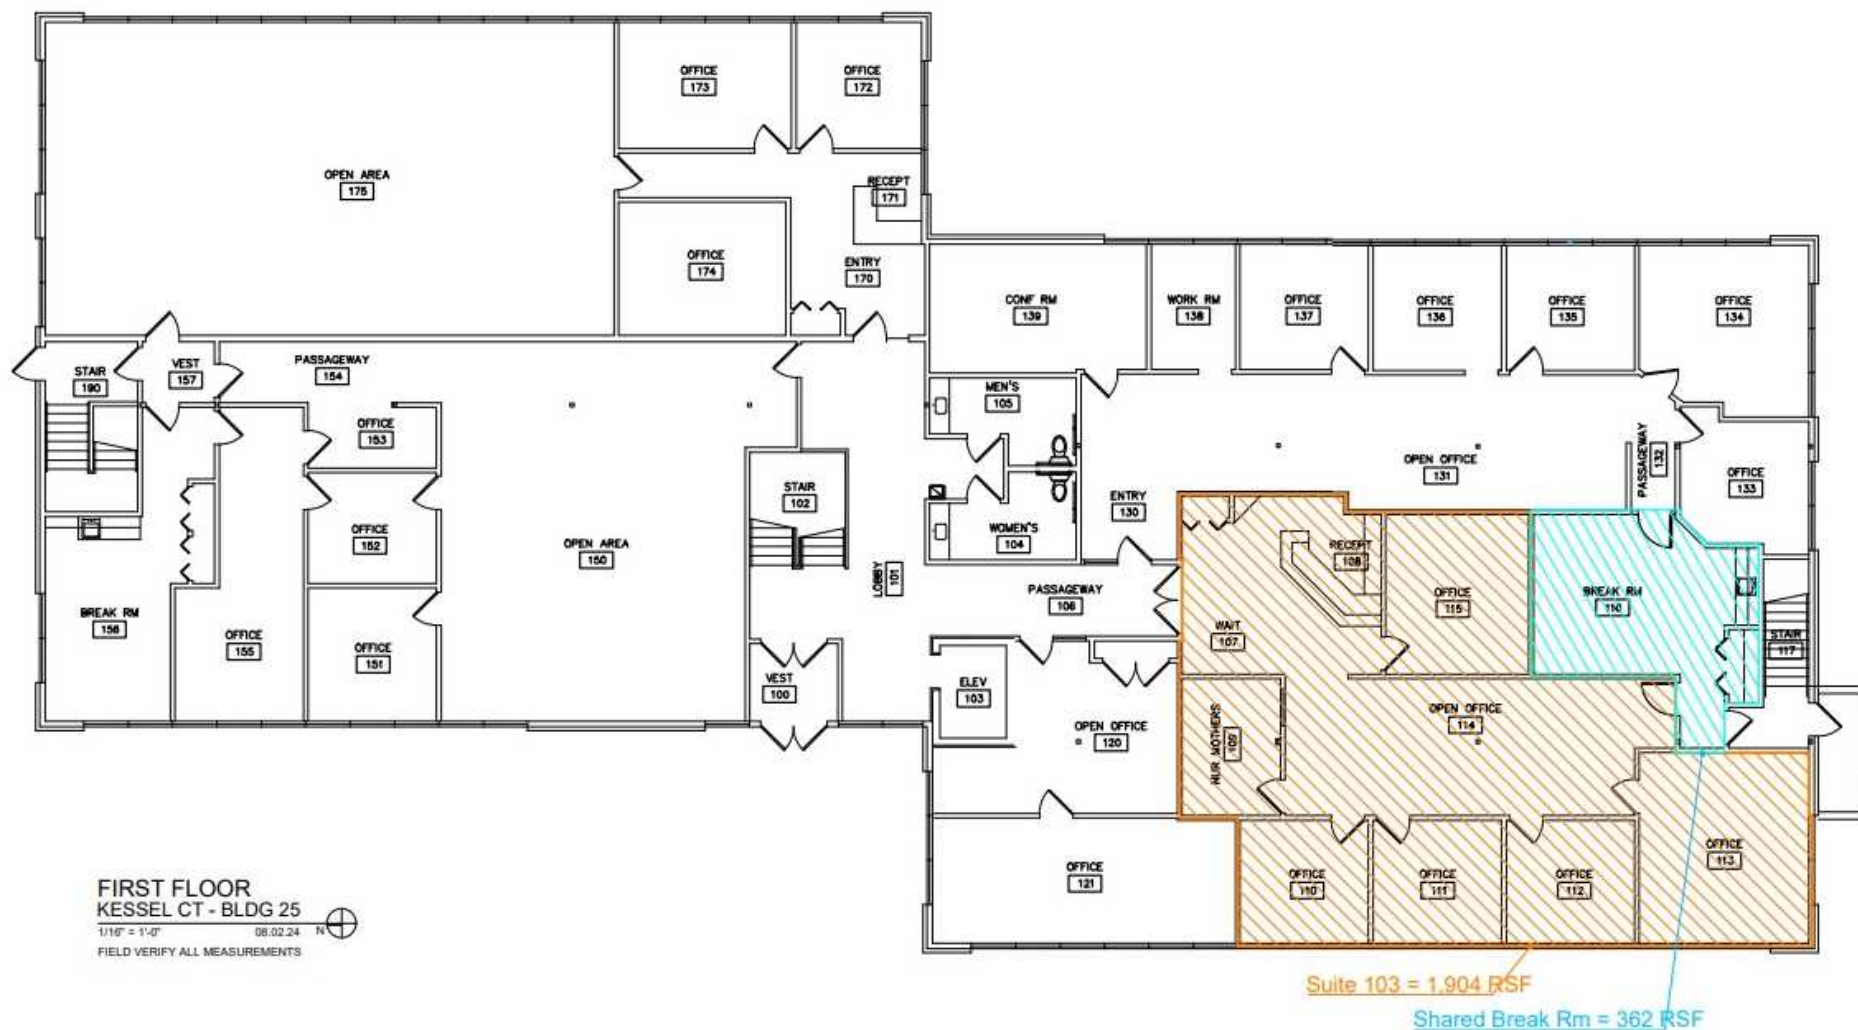 OFFICE
173
OFFICE
172
OPEN AREA
175
RECEPT
171
OFFICE
174
ENTRY
170
CONF RM
139
WORK RM
138
OFFICE
137
OFFICE
136
OFFICE
135
OFFICE
134
STAIR
190
VEST
157
PASSAGEWAY
154
OFFICE
153
MEN'S
105
OPEN OFFICE
131
PASSAGEWAY
132
OFFICE
133
STAIR
102
ENTRY
130
WOMEN'S
104
OFFICE
152
OPEN AREA
150
LOBBY
101
PASSAGEWAY
106
RECEPT
108
OFFICE
115
BREAK RM
116
BREAK RM
156
OFFICE
155
OFFICE
151
WAIT
107
STAIR
117
VEST
100
ELEV
103
OPEN OFFICE
120
NUR MOTHERS
109
OPEN OFFICE
114
OFFICE
121
OFFICE
110
OFFICE
111
OFFICE
112
OFFICE
113
FIRST FLOOR
KESSEL CT - BLDG 25
1/16" = 1'-0" 08.02.24 N
FIELD VERIFY ALL MEASUREMENTS
Suite 103 = 1,904 RSF
Shared Break Rm = 362 RSF